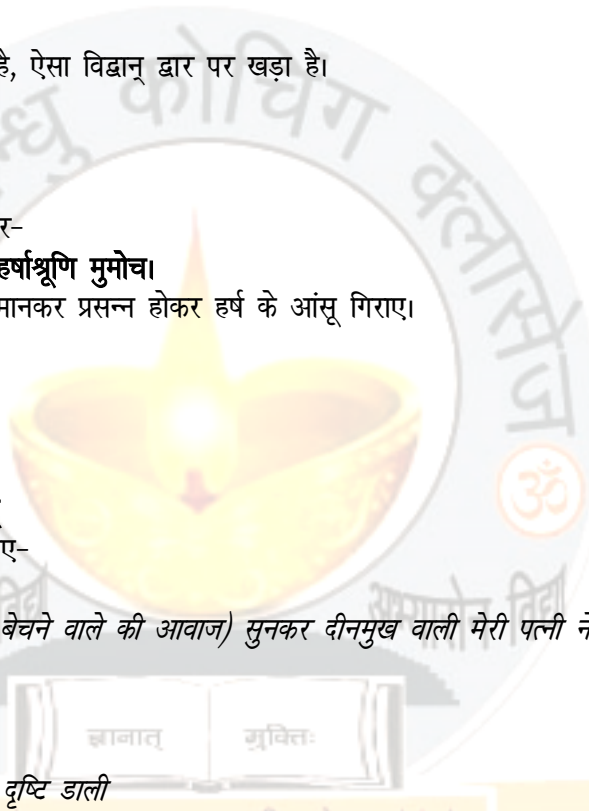 है, ऐसा विद्वान् द्वार पर खड़ा है।
र-
हर्षाश्रूणि मुमोच।
मानकर प्रसन्न होकर हर्ष के आंसू गिराए।
ए-
बेचने वाले की आवाज) सुनकर दीनमुख वाली मेरी पत्नी ने
दृष्टि डाली
कोचिंग क्लासेज
ॐ
ज्ञानात् मुक्तिः